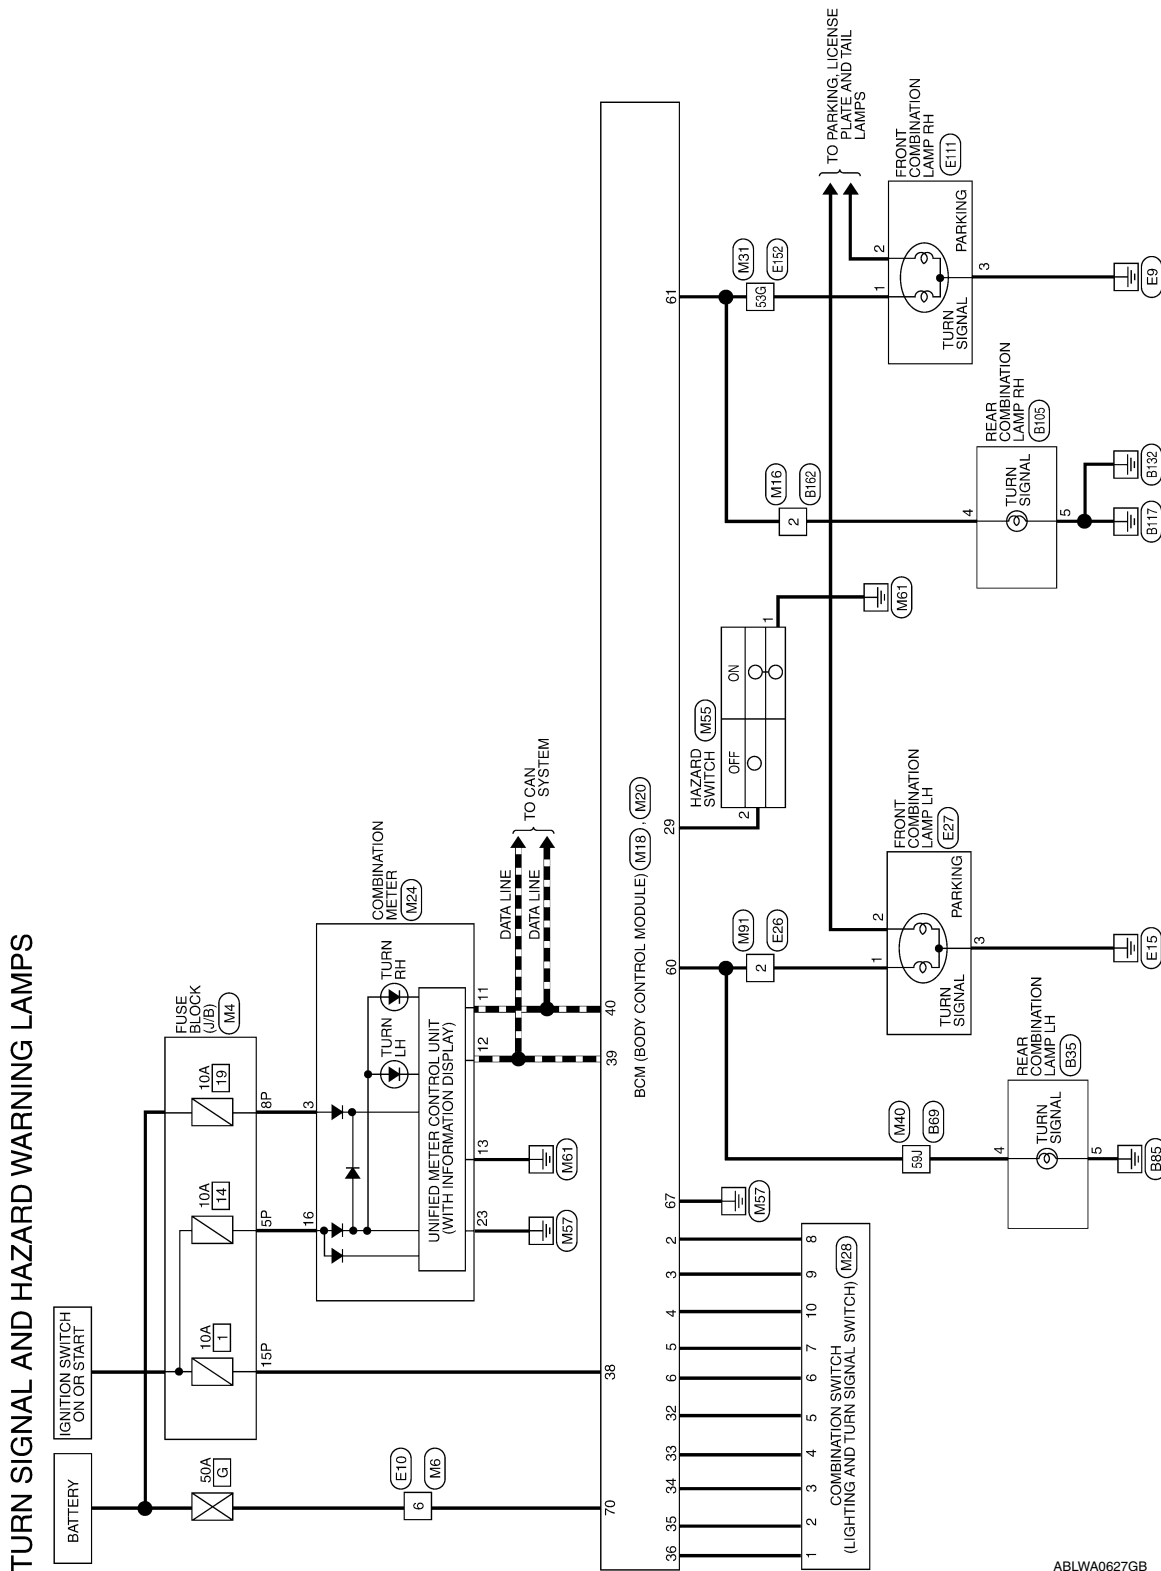 TURN SIGNAL AND HAZARD WARNING LAMPS
BATTERY
IGNITION SWITCH
ON OR START
50A
G
10A
1
10A
14
10A
19
FUSE
BLOCK
(J/B)
M4
15P
5P
8P
E10
6
M6
16
3
COMBINATION
METER
M24
TURN
LH
TURN
RH
UNIFIED METER CONTROL UNIT
(WITH INFORMATION DISPLAY)
23
13
12
11
M57
M61
DATA LINE
DATA LINE
TO CAN
SYSTEM
70
38
39
40
BCM (BODY CONTROL MODULE)
M18
,
M20
36
35
34
33
32
6
5
4
3
2
67
60
29
61
M57
1
2
3
4
5
6
7
10
9
8
COMBINATION SWITCH
(LIGHTING AND TURN SIGNAL SWITCH)
M28
HAZARD
SWITCH
M55
OFF
ON
2
1
M61
M91
2
E26
M40
59J
B69
M16
2
B162
M31
53G
E152
TO PARKING, LICENSE
PLATE AND TAIL
LAMPS
REAR
COMBINATION
LAMP LH
B35
4
TURN
SIGNAL
5
B85
FRONT
COMBINATION
LAMP LH
E27
1
2
TURN
SIGNAL
PARKING
3
E15
REAR
COMBINATION
LAMP RH
B105
4
TURN
SIGNAL
5
B117
B132
FRONT
COMBINATION
LAMP RH
E111
1
2
TURN
SIGNAL
PARKING
3
E9
ABLWA0627GB